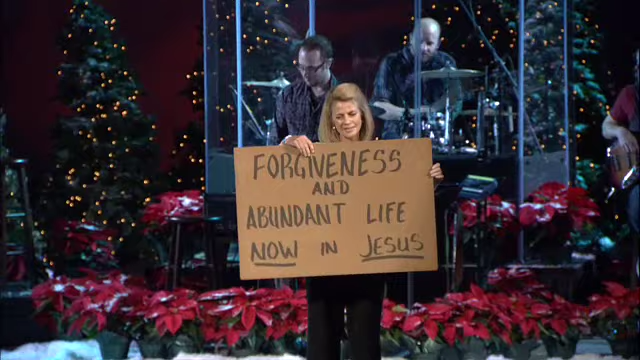 FORGIVENESS
AND
ABUNDANT LIFE
NOW IN JESUS